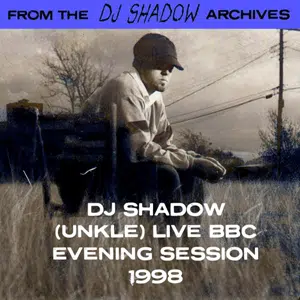 FROM THE DJ SHADOW ARCHIVES
DJ SHADOW
(UNKLE) LIVE BBC
EVENING SESSION
1998